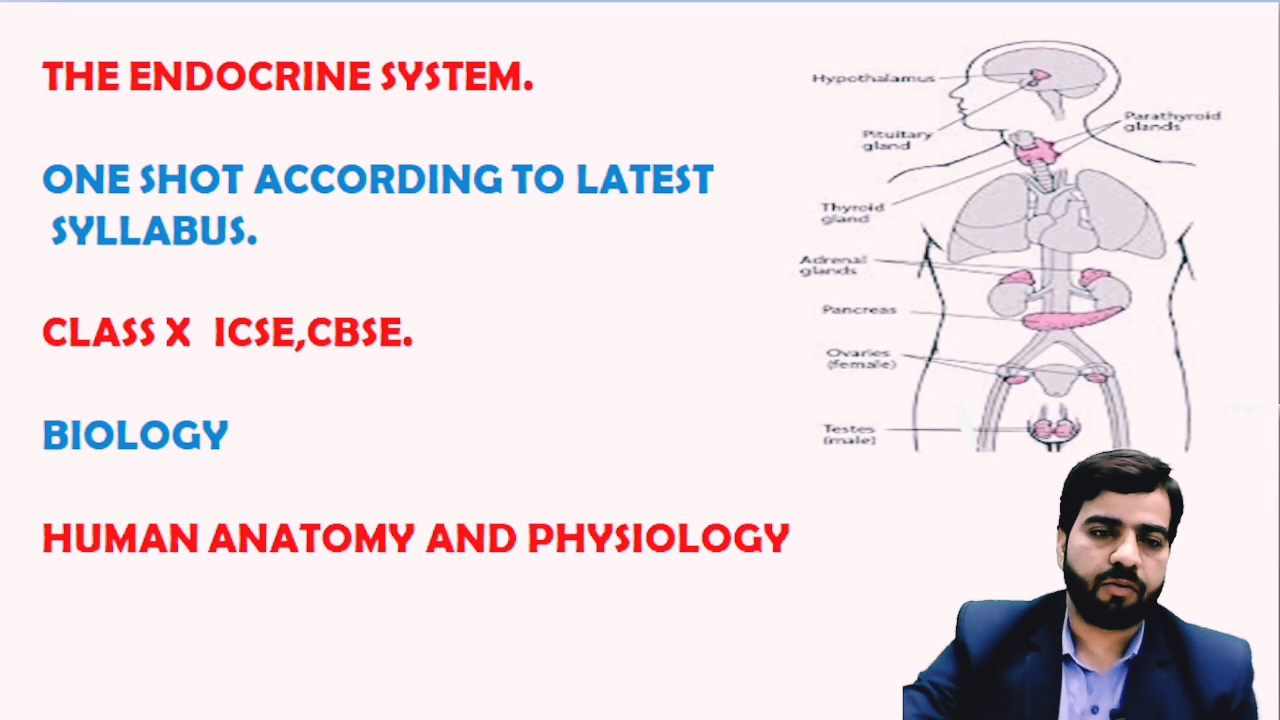 THE ENDOCRINE SYSTEM.
ONE SHOT ACCORDING TO LATEST
SYLLABUS.
CLASS X ICSE,CBSE.
BIOLOGY
HUMAN ANATOMY AND PHYSIOLOGY
Hypothalamus
Pituitary
gland
Parathyroid
glands
Thyroid
gland
Adrenal
glands
Pancreas
Ovaries
(female)
Testes
(male)